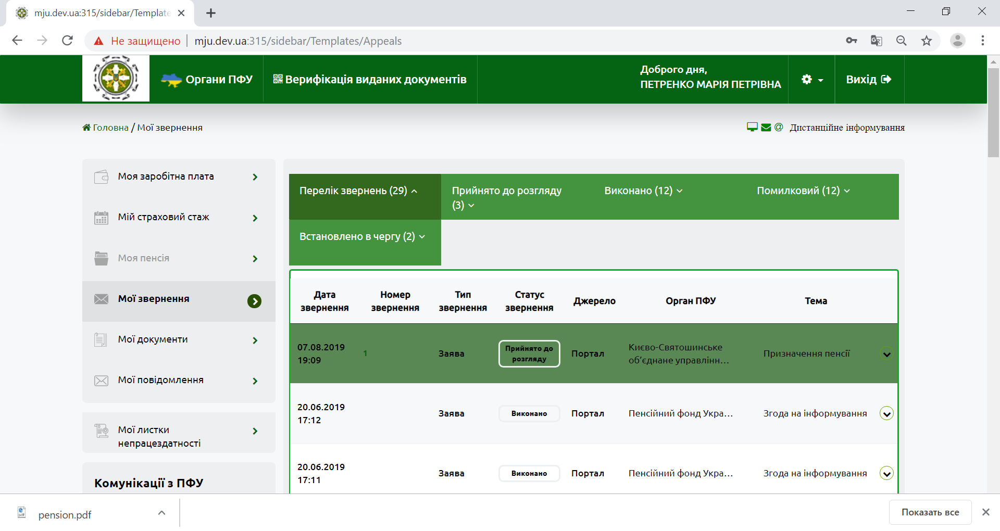 mju.dev.ua:315/sidebar/Template
Не защищено
mju.dev.ua:315/sidebar/Templates/Appeals
Органи ПФУ
Верифікація виданих документів
Доброго дня,
ПЕТРЕНКО МАРІЯ ПЕТРІВНА
Вихід
Головна / Мої звернення
@ Дистанційне інформування
Моя заробітна плата
Мій страховий стаж
Моя пенсія
Мої звернення
Мої документи
Мої повідомлення
Мої листки
непрацездатності
Комунікації з ПФУ
Перелік звернень (29)
Прийнято до розгляду
(3)
Виконано (12)
Помилковий (12)
Встановлено в чергу (2)
Дата
звернення
Номер
звернення
Тип
звернення
Статус
звернення
Джерело
Орган ПФУ
Тема
07.08.2019
19:09
1
Заява
Прийнято до
розгляду
Портал
Києво-Святошинське
об’єднане управлінн…
Призначення пенсії
20.06.2019
17:12
Заява
Виконано
Портал
Пенсійний фонд Укра…
Згода на інформування
20.06.2019
17:11
Заява
Виконано
Портал
Пенсійний фонд Укра…
Згода на інформування
pension.pdf
Показать все